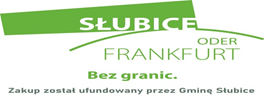 SŁUBICE
ODER
FRANKFURT
Bez granic.
Zakup został ufundowany przez Gminę Słubice